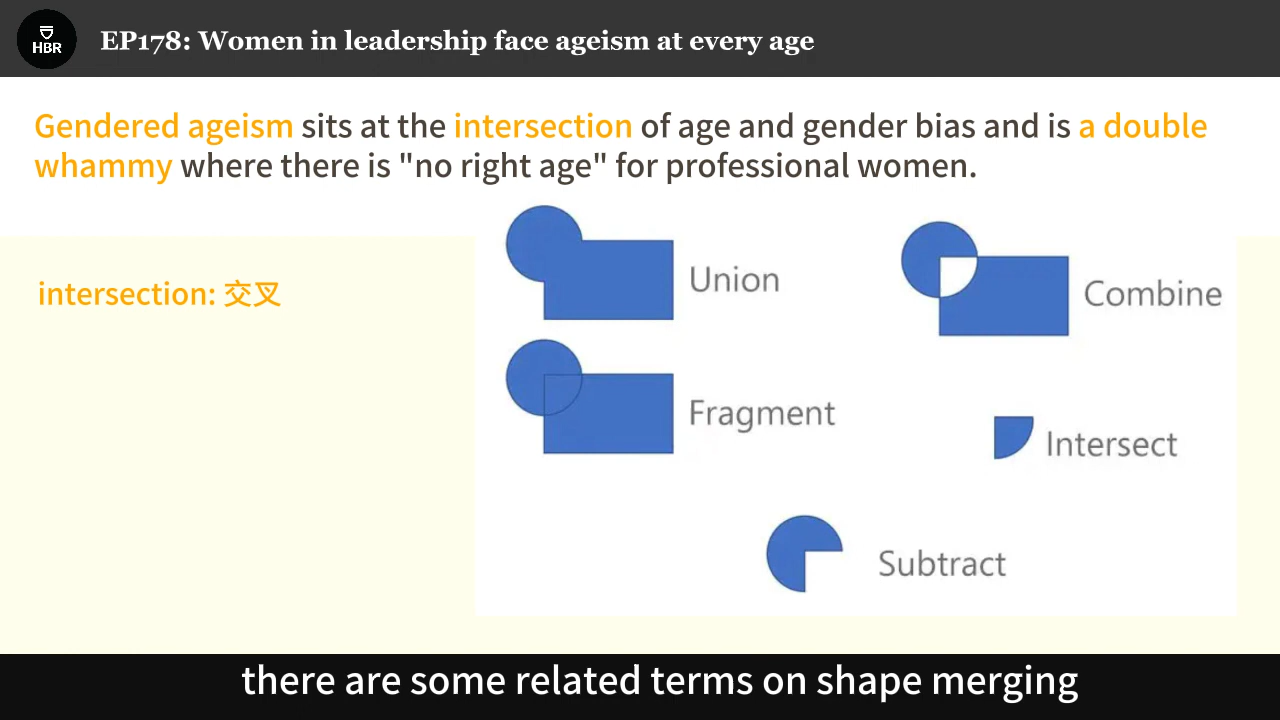 HBR
EP178: Women in leadership face ageism at every age
Gendered ageism sits at the intersection of age and gender bias and is a double
whammy where there is "no right age" for professional women.
intersection: 交叉
Union
Combine
Fragment
Intersect
Subtract
there are some related terms on shape merging